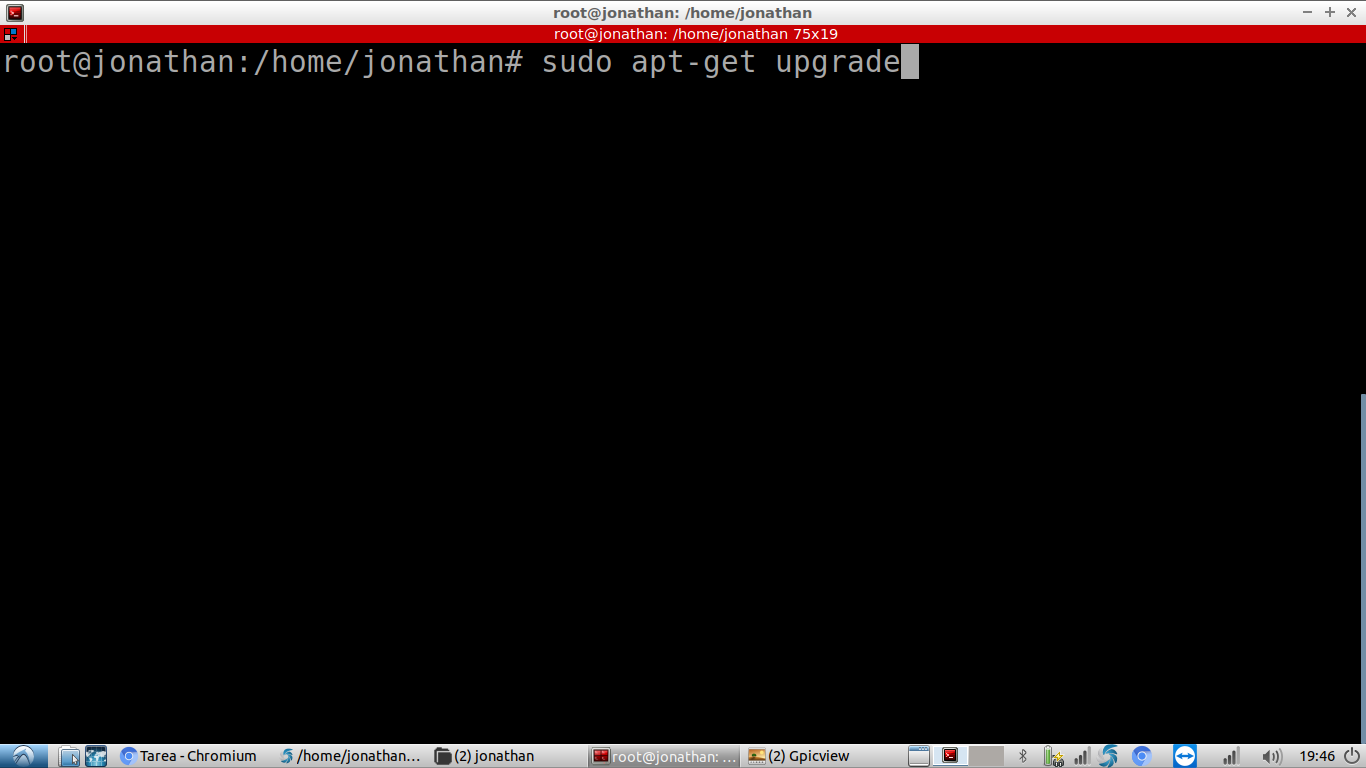 root@jonathan: /home/jonathan
root@jonathan: /home/jonathan 75x19
root@jonathan:/home/jonathan# sudo apt-get upgrade
Tarea - Chromium
/home/jonathan...
(2) jonathan
root@jonathan: ...
(2) Gpicview
19:46